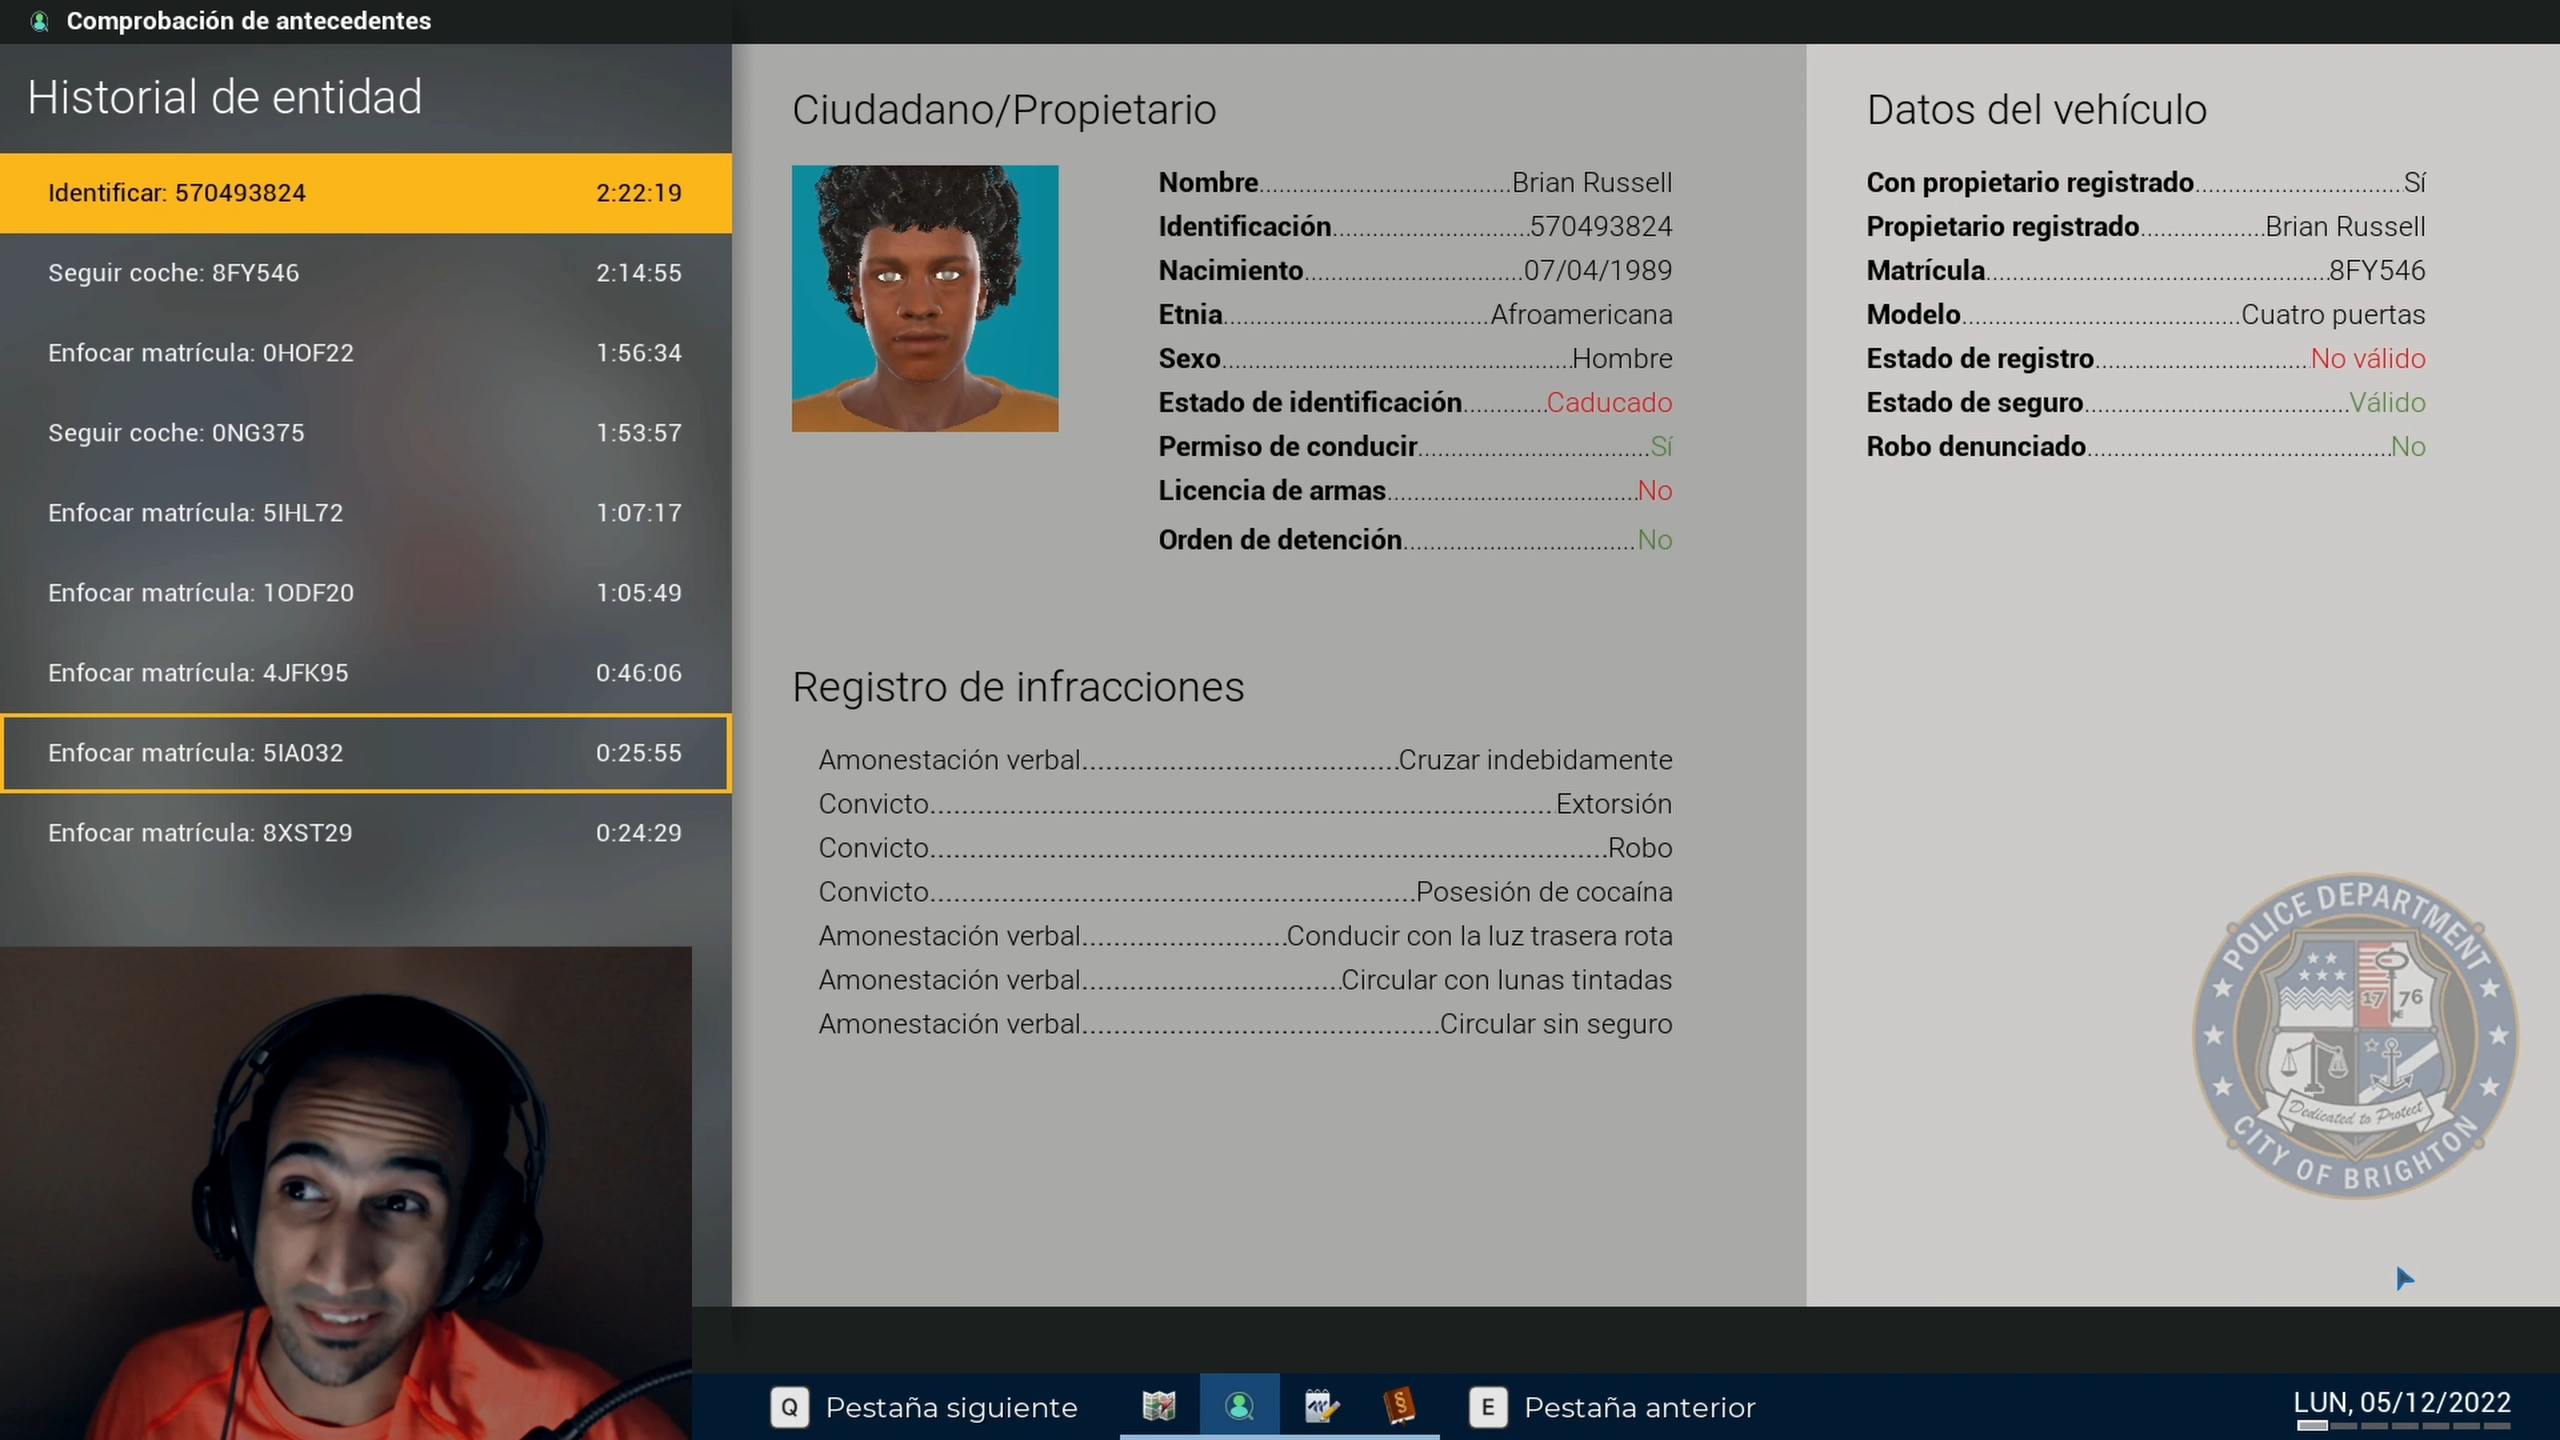 Comprobación de antecedentes
Historial de entidad
Identificar: 570493824 2:22:19
Seguir coche: 8FY546 2:14:55
Enfocar matrícula: 0HOF22 1:56:34
Seguir coche: 0NG375 1:53:57
Enfocar matrícula: 5IHL72 1:07:17
Enfocar matrícula: 1ODF20 1:05:49
Enfocar matrícula: 4JFK95 0:46:06
Enfocar matrícula: 5IA032 0:25:55
Enfocar matrícula: 8XST29 0:24:29
Ciudadano/Propietario
Nombre Brian Russell
Identificación 570493824
Nacimiento 07/04/1989
Etnia Afroamericana
Sexo Hombre
Estado de identificación Caducado
Permiso de conducir Sí
Licencia de armas No
Orden de detención No
Registro de infracciones
Amonestación verbal Cruzar indebidamente
Convicto Extorsión
Convicto Robo
Convicto Posesión de cocaína
Amonestación verbal Conducir con la luz trasera rota
Amonestación verbal Circular con lunas tintadas
Amonestación verbal Circular sin seguro
Datos del vehículo
Con propietario registrado Sí
Propietario registrado Brian Russell
Matrícula 8FY546
Modelo Cuatro puertas
Estado de registro No válido
Estado de seguro Válido
Robo denunciado No
POLICE DEPARTMENT
17 76
Dedicated to Protect
CITY OF BRIGHTON
Q Pestaña siguiente
E Pestaña anterior
LUN, 05/12/2022